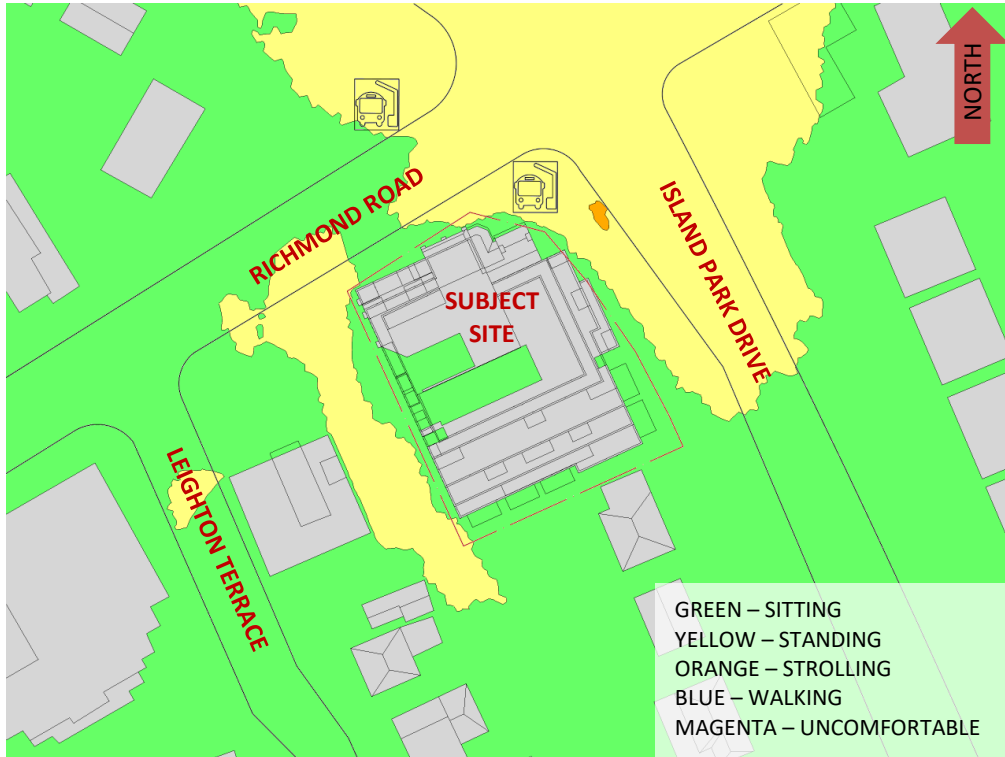 NORTH
RICHMOND ROAD
ISLAND PARK DRIVE
SUBJECT
SITE
LEIGHTON TERRACE
GREEN – SITTING
YELLOW – STANDING
ORANGE – STROLLING
BLUE – WALKING
MAGENTA – UNCOMFORTABLE